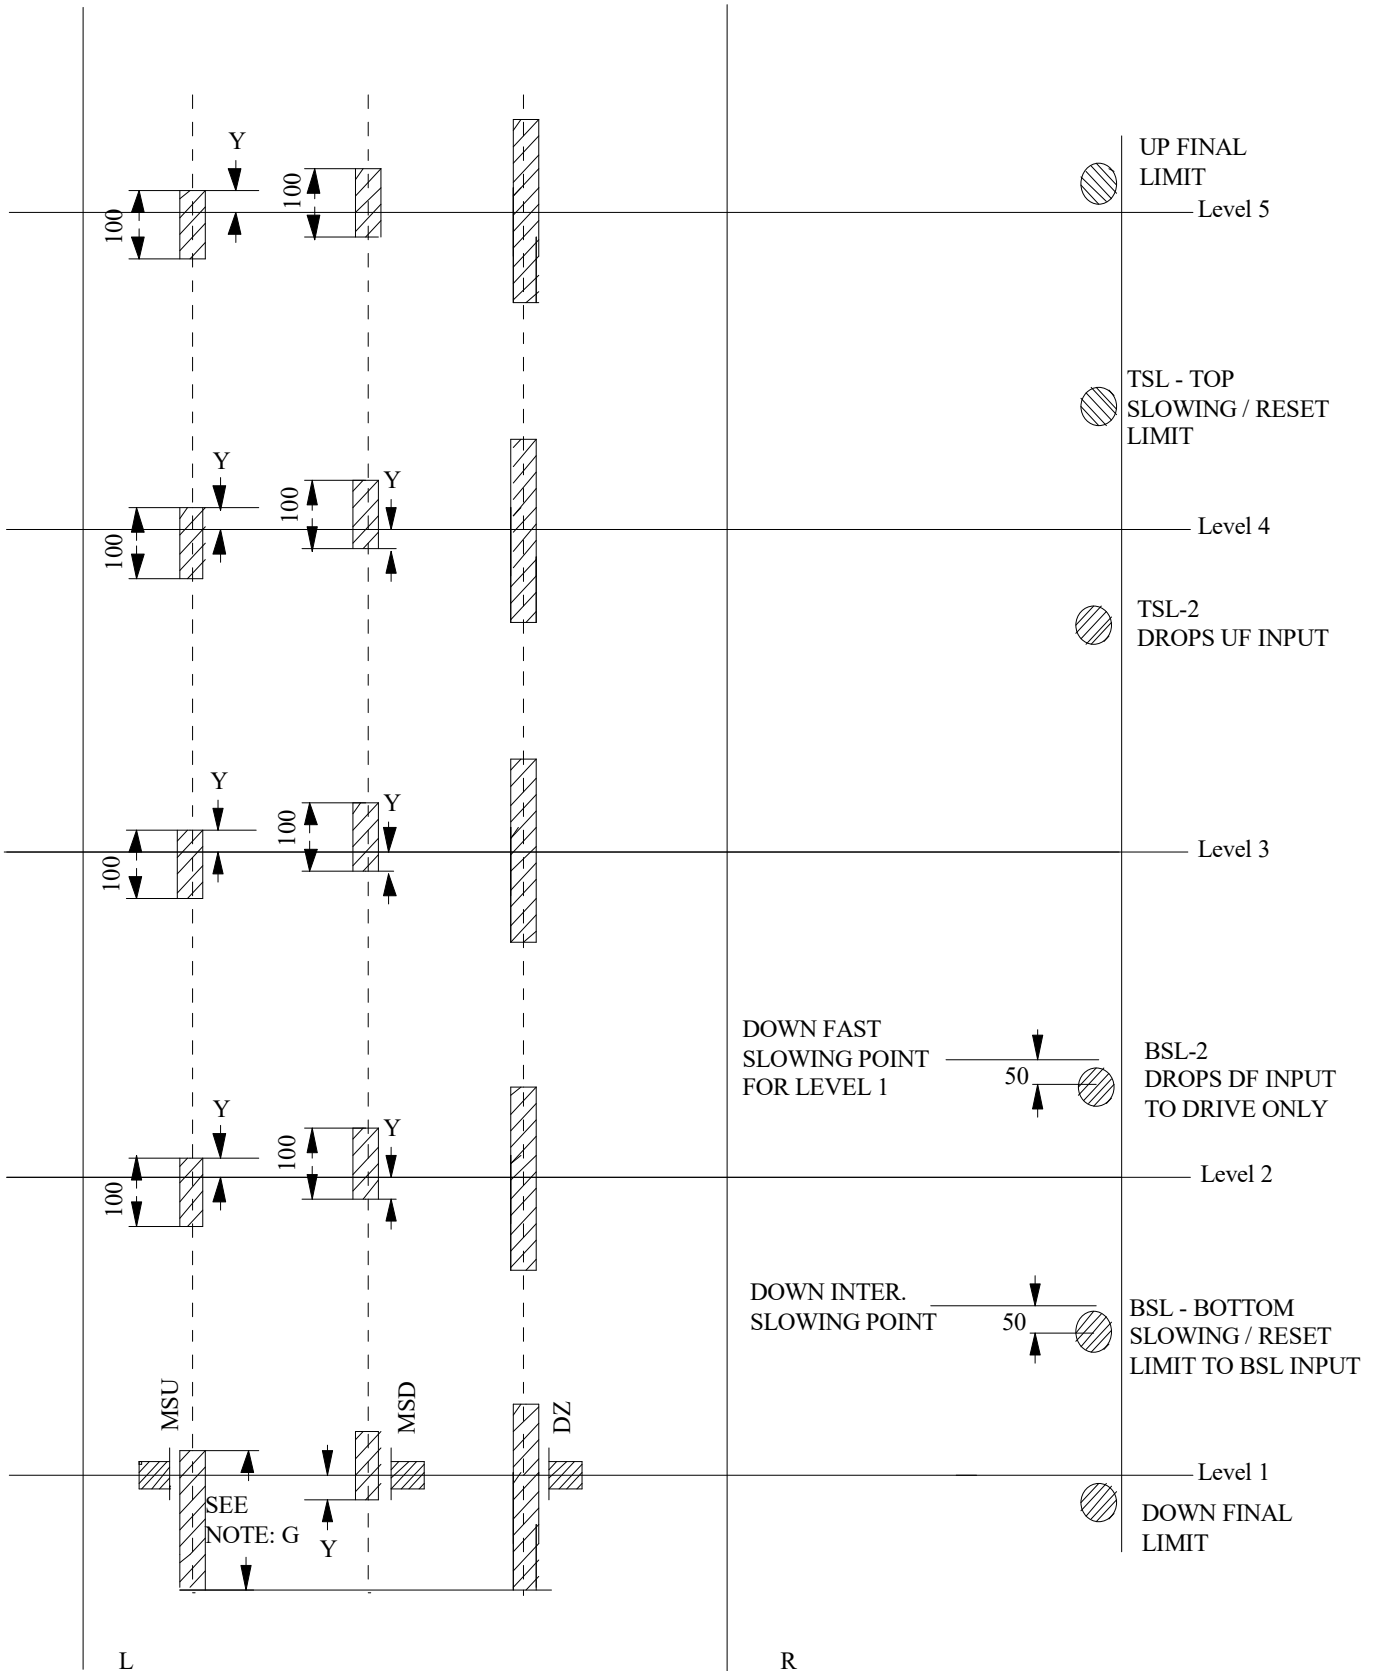 UP FINAL
LIMIT
Y
100
100
Level 5
TSL - TOP
SLOWING / RESET
LIMIT
Y
Y
100
100
Level 4
TSL-2
DROPS UF INPUT
Y
Y
100
100
Level 3
DOWN FAST
SLOWING POINT
FOR LEVEL 1
50
BSL-2
DROPS DF INPUT
TO DRIVE ONLY
Y
Y
100
100
Level 2
DOWN INTER.
SLOWING POINT
50
BSL - BOTTOM
SLOWING / RESET
LIMIT TO BSL INPUT
MSU
MSD
DZ
Level 1
SEE
NOTE: G
Y
DOWN FINAL
LIMIT
L
R